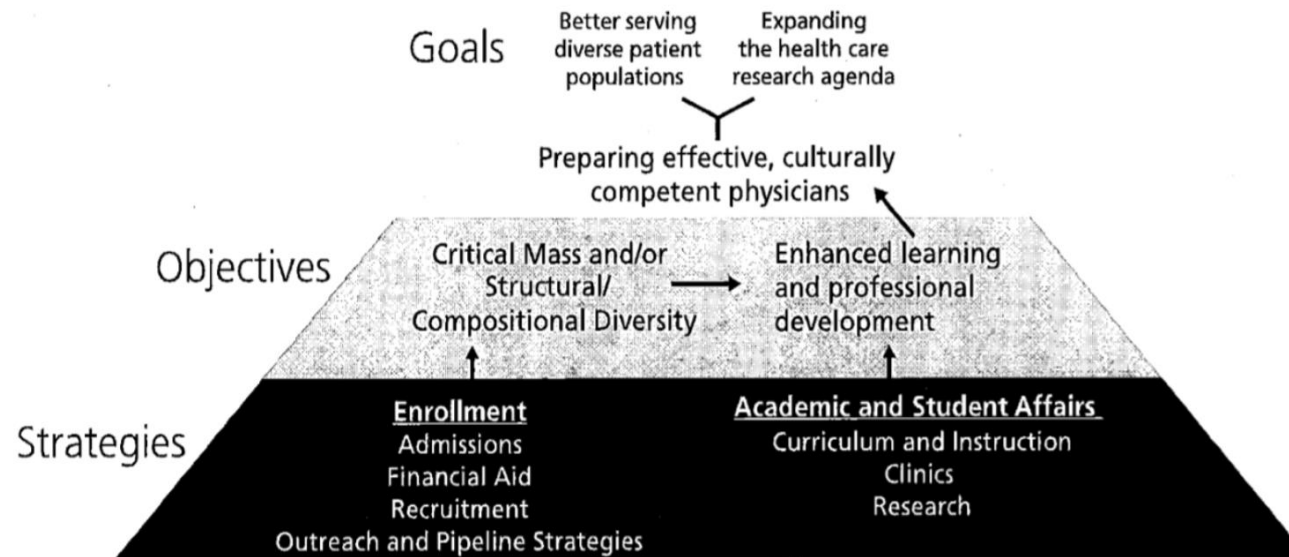 Goals
Better serving
diverse patient
populations
Expanding
the health care
research agenda
Preparing effective, culturally
competent physicians
Objectives
Critical Mass and/or
Structural/
Compositional Diversity
Enhanced learning
and professional
development
Strategies
Enrollment
Admissions
Financial Aid
Recruitment
Outreach and Pipeline Strategies
Academic and Student Affairs
Curriculum and Instruction
Clinics
Research